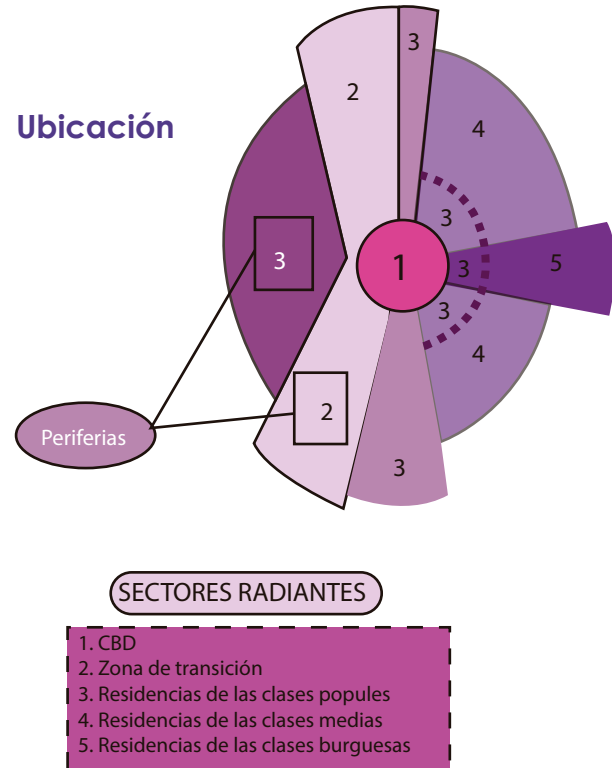 3
2
4
Ubicación
3
3
1
3
5
3
4
2
Periferias
3
SECTORES RADIANTES
1. CBD
2. Zona de transición
3. Residencias de las clases popules
4. Residencias de las clases medias
5. Residencias de las clases burguesas